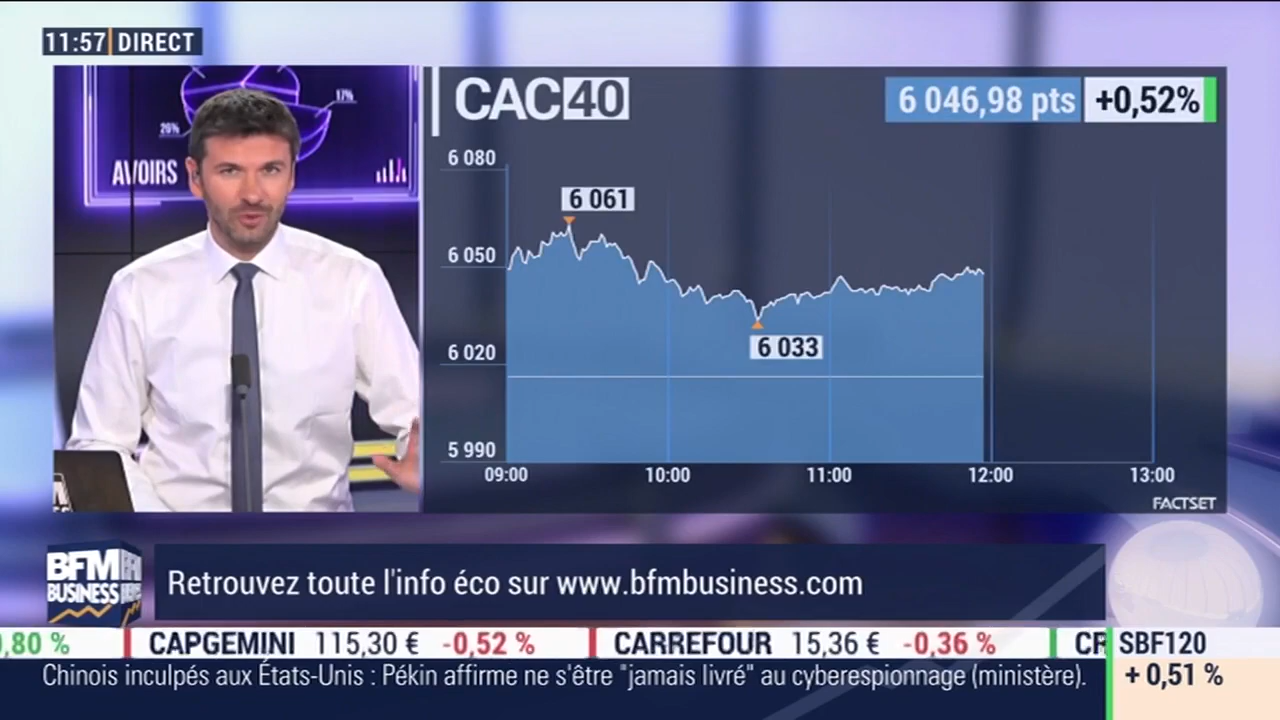 11:57 DIRECT
17%
20%
AVOIRS
CAC40
6 046,98 pts +0,52%
6 080
6 061
6 050
6 033
6 020
5 990
09:00 10:00 11:00 12:00 13:00
FACTSET
BFM
BUSINESS
Retrouvez toute l'info éco sur www.bfmbusiness.com
0,80 % CAPGEMINI 115,30 € -0,52 % CARREFOUR 15,36 € -0,36 % CR SBF120
Chinois inculpés aux États-Unis : Pékin affirme ne s'être "jamais livré" au cyberespionnage (ministère).
+ 0,51 %